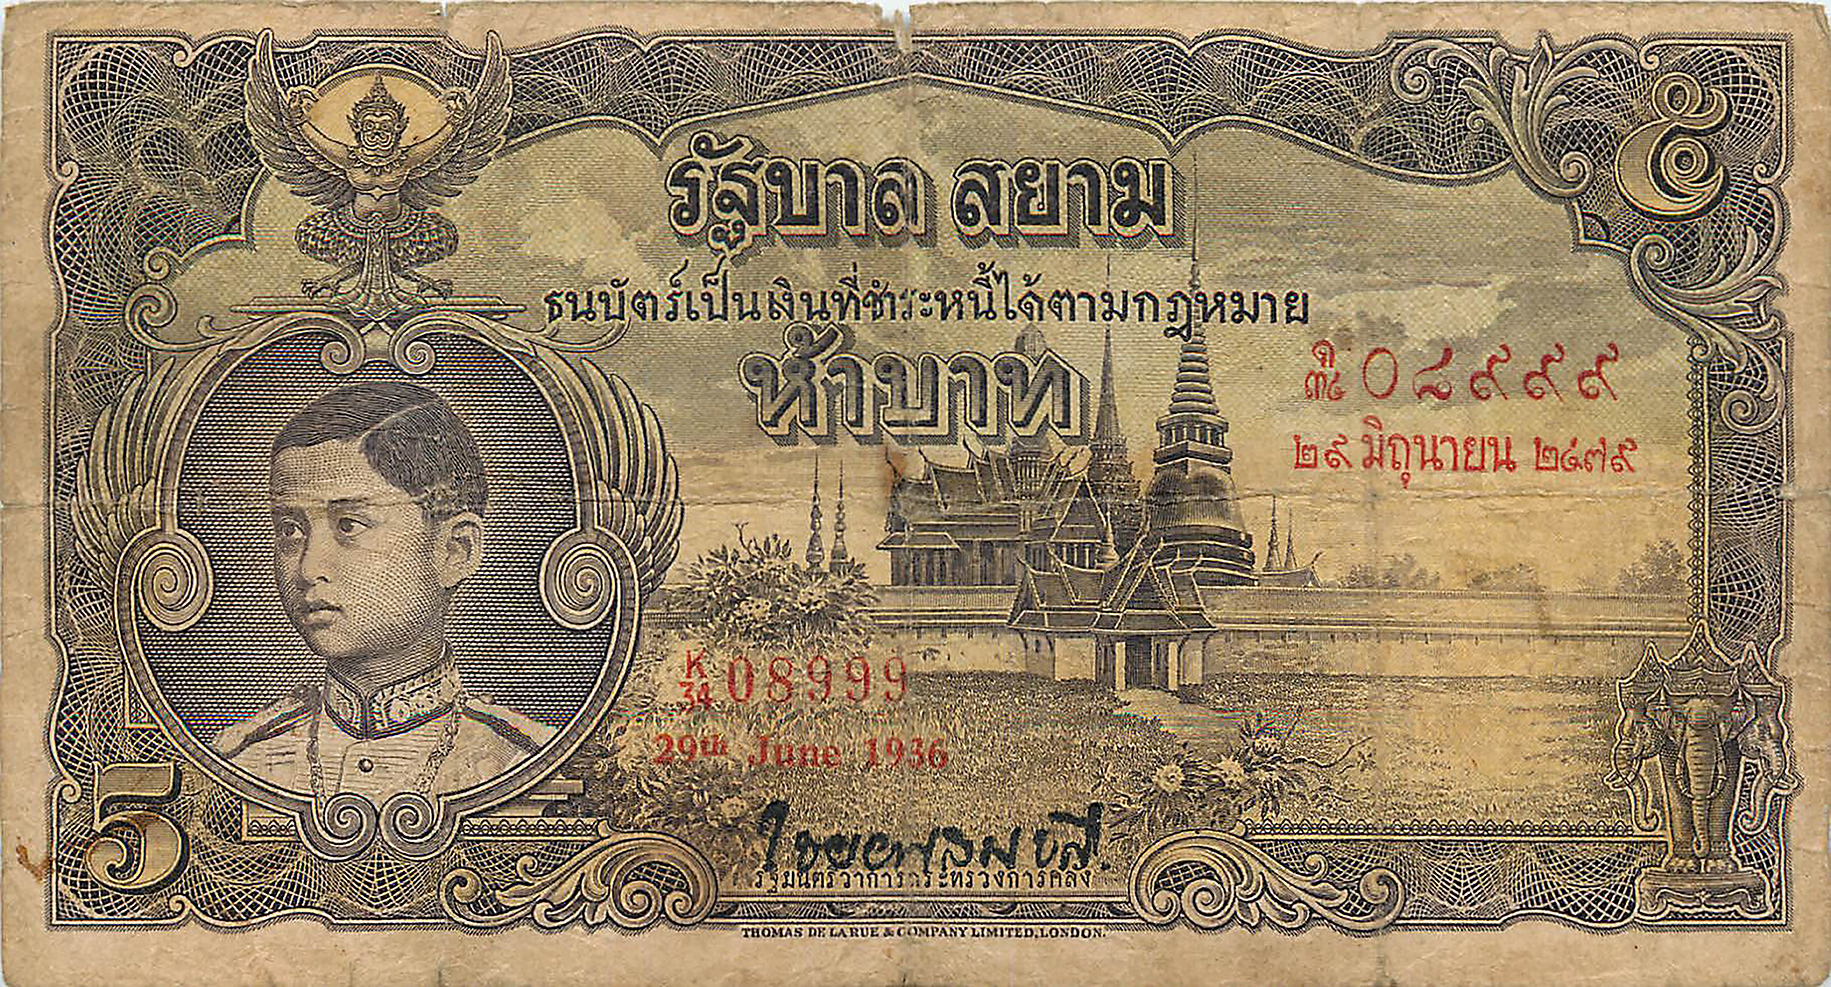 ๕
รัฐบาล สยาม
ธนบัตร์เป็นเงินที่ชำระหนี้ได้ตามกฎหมาย
ห้าบาท
๓๔ ๐๘๙๙๙
๒๙ มิถุนายน ๒๔๗๙
K
34 08999
29th June 1936
5
รัฐมนตรีว่าการกระทรวงการคลัง
THOMAS DE LA RUE & COMPANY LIMITED, LONDON.